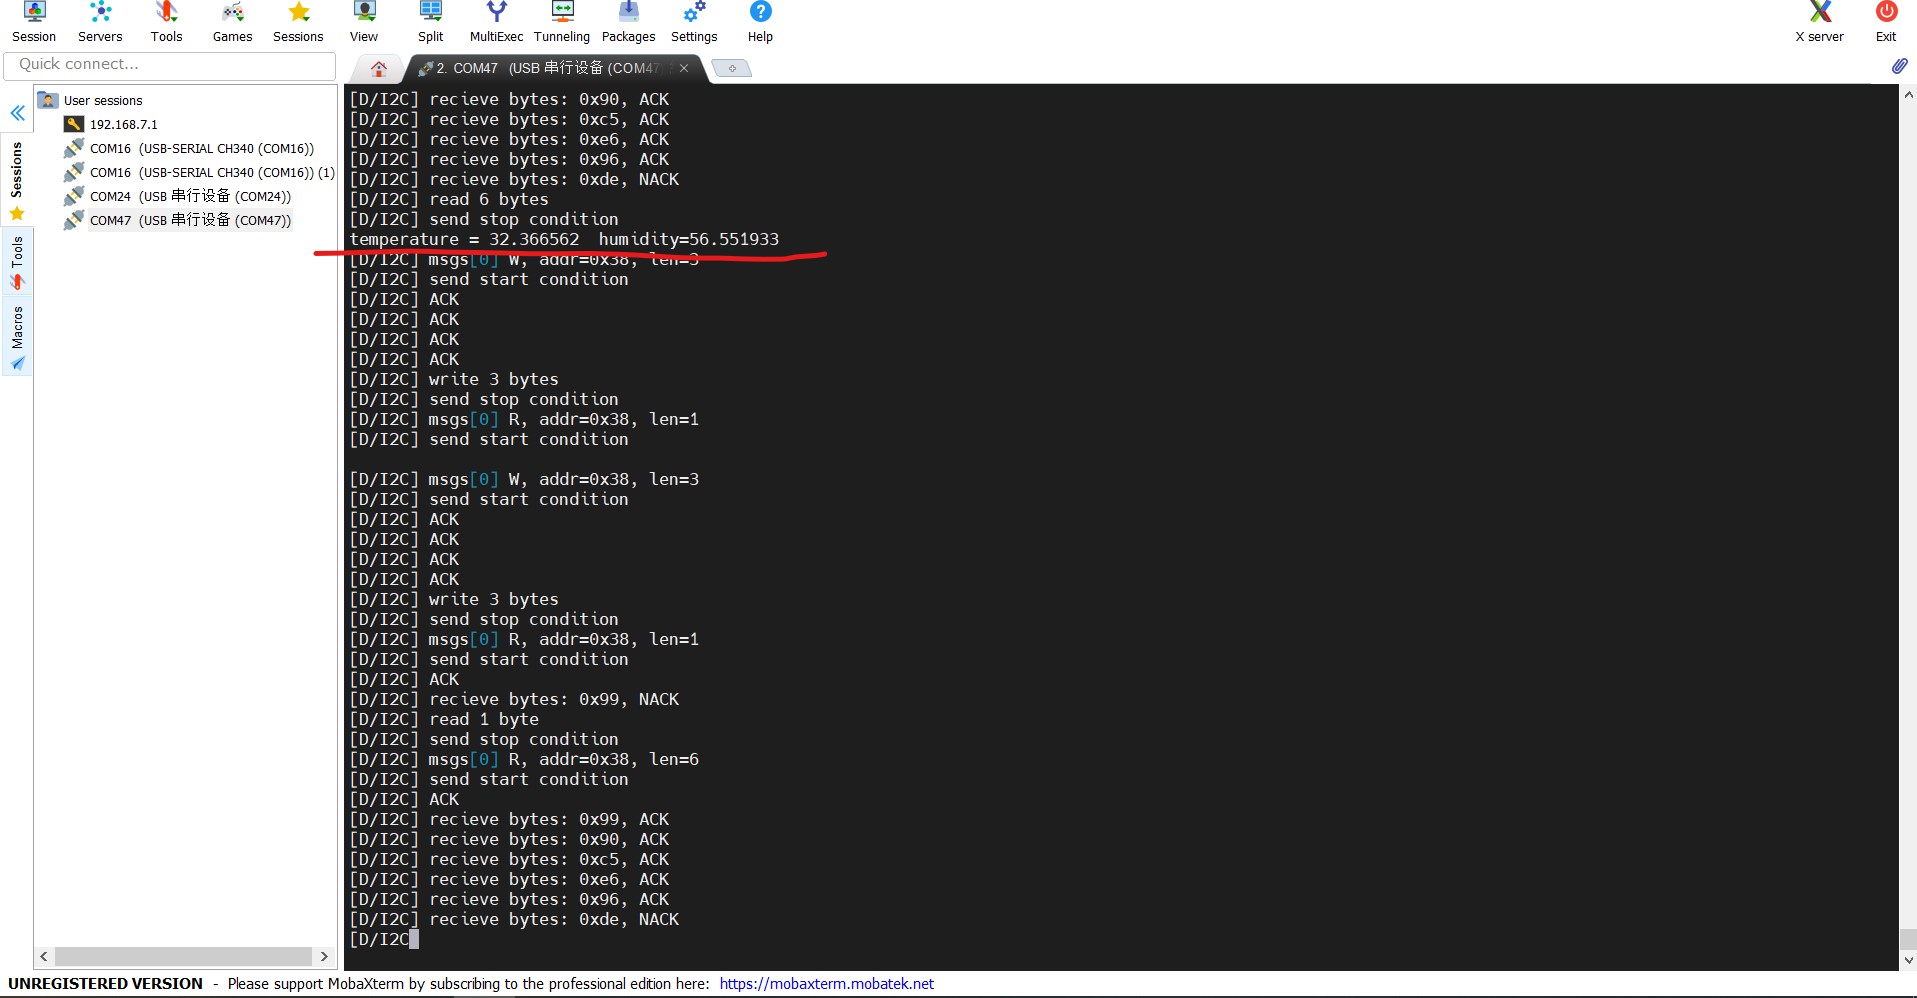 Session Servers Tools Games Sessions View Split MultiExec Tunneling Packages Settings Help X server Exit
Quick connect...
2. COM47 (USB 串行设备 (COM47
Sessions
Tools
Macros
User sessions
192.168.7.1
COM16 (USB-SERIAL CH340 (COM16))
COM16 (USB-SERIAL CH340 (COM16)) (1)
COM24 (USB 串行设备 (COM24))
COM47 (USB 串行设备 (COM47))
[D/I2C] recieve bytes: 0x90, ACK
[D/I2C] recieve bytes: 0xc5, ACK
[D/I2C] recieve bytes: 0xe6, ACK
[D/I2C] recieve bytes: 0x96, ACK
[D/I2C] recieve bytes: 0xde, NACK
[D/I2C] read 6 bytes
[D/I2C] send stop condition
temperature = 32.366562 humidity=56.551933
[D/I2C] msgs[0] W, addr=0x38, len=3
[D/I2C] send start condition
[D/I2C] ACK
[D/I2C] ACK
[D/I2C] ACK
[D/I2C] ACK
[D/I2C] write 3 bytes
[D/I2C] send stop condition
[D/I2C] msgs[0] R, addr=0x38, len=1
[D/I2C] send start condition
[D/I2C] msgs[0] W, addr=0x38, len=3
[D/I2C] send start condition
[D/I2C] ACK
[D/I2C] ACK
[D/I2C] ACK
[D/I2C] ACK
[D/I2C] write 3 bytes
[D/I2C] send stop condition
[D/I2C] msgs[0] R, addr=0x38, len=1
[D/I2C] send start condition
[D/I2C] ACK
[D/I2C] recieve bytes: 0x99, NACK
[D/I2C] read 1 byte
[D/I2C] send stop condition
[D/I2C] msgs[0] R, addr=0x38, len=6
[D/I2C] send start condition
[D/I2C] ACK
[D/I2C] recieve bytes: 0x99, ACK
[D/I2C] recieve bytes: 0x90, ACK
[D/I2C] recieve bytes: 0xc5, ACK
[D/I2C] recieve bytes: 0xe6, ACK
[D/I2C] recieve bytes: 0x96, ACK
[D/I2C] recieve bytes: 0xde, NACK
[D/I2C
UNREGISTERED VERSION - Please support MobaXterm by subscribing to the professional edition here: https://mobaxterm.mobatek.net